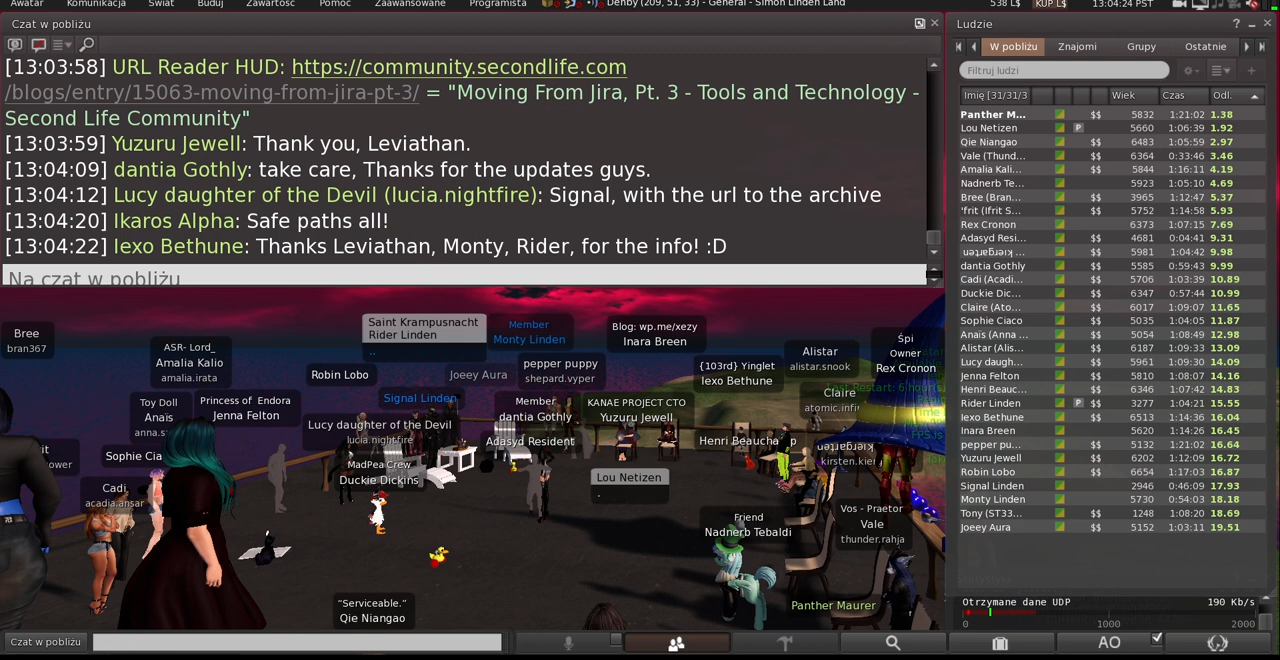 Awatar Komunikacja Świat Buduj Zawartość Pomoc Zaawansowane Programista Denby (209, 51, 33) - General - Simon Linden Land 538 L$ KUP L$ 13:04:24 PST
Czat w pobliżu
[13:03:58] URL Reader HUD: https://community.secondlife.com
/blogs/entry/15063-moving-from-jira-pt-3/ = "Moving From Jira, Pt. 3 - Tools and Technology -
Second Life Community"
[13:03:59] Yuzuru Jewell: Thank you, Leviathan.
[13:04:09] dantia Gothly: take care, Thanks for the updates guys.
[13:04:12] Lucy daughter of the Devil (lucia.nightfire): Signal, with the url to the archive
[13:04:20] Ikaros Alpha: Safe paths all!
[13:04:22] Iexo Bethune: Thanks Leviathan, Monty, Rider, for the info! :D
Na czat w pobliżu
Bree
bran367
ASR- Lord_
Amalia Kalio
amalia.irata
Saint Krampusnacht
Rider Linden
..
Member
Monty Linden
Blog: wp.me/xezy
Inara Breen
Alistar
alistar.snook
Śpi
Owner
Rex Cronon
Robin Lobo
Joeey Aura
pepper puppy
shepard.vyper
{103rd} Yinglet
Iexo Bethune
Last Restart: 6 hour(s
Time
FPS
Toy Doll
Anaïs
anna.s
Princess of Endora
Jenna Felton
Signal Linden
Member
dantia Gothly
KANAE PROJECT CTO
Yuzuru Jewell
Claire
atomic.infi
Lucy daughter of the Devil
lucia.nightfire
Adasyd Resident
Henri Beaucha p
kirsten.kier
it
ower
Sophie Cia
MadPea Crew
Duckie Dickins
Lou Netizen
.
Cadi
acadia.ansar
Friend
Nadnerb Tebaldi
Vos - Praetor
Vale
thunder.rahja
"Serviceable."
Qie Niangao
Panther Maurer
Czat w pobliżu
Ludzie
W pobliżu Znajomi Grupy Ostatnie
Filtruj ludzi
Imię [31/31/3 Wiek Czas Odl.
Panther M... $$ 5832 1:21:02 1.38
Lou Netizen P 5660 1:06:39 1.92
Qie Niangao $$ 6483 1:05:59 2.97
Vale (Thund... $$ 6364 0:33:46 3.46
Amalia Kali... $$ 5844 1:16:11 4.19
Nadnerb Te... 5923 1:05:10 4.69
Bree (Bran... $$ 3965 1:12:47 5.37
'frit (Ifrit S... $$ 5752 1:14:58 5.93
Rex Cronon 6373 1:07:15 7.69
Adasyd Resi... $$ 4681 0:04:41 9.31
$$ 5981 1:04:42 9.98
dantia Gothly $$ 5585 0:59:43 9.99
Cadi (Acadi... $$ 5706 1:03:39 10.89
Duckie Dic... $$ 6347 0:57:44 10.99
Claire (Ato... $$ 6017 1:09:07 11.65
Sophie Ciaco $$ 5035 1:04:05 11.87
Anaïs (Anna ... $$ 5054 1:08:49 12.98
Alistar (Alis... $$ 6187 1:09:33 13.09
Lucy daugh... $$ 5961 1:09:30 14.09
Jenna Felton $$ 5810 1:08:07 14.16
Henri Beauc... $$ 6346 1:07:42 14.83
Rider Linden P $$ 3277 1:04:21 15.55
Iexo Bethune $$ 6513 1:14:36 16.04
Inara Breen 5620 1:14:26 16.45
pepper pu... $$ 5132 1:21:02 16.64
Yuzuru Jewell $$ 6202 1:12:09 16.72
Robin Lobo $$ 6654 1:17:03 16.87
Signal Linden 2946 0:46:09 17.93
Monty Linden 5730 0:54:03 18.18
Tony (ST33... $$ 1248 1:08:20 18.69
Joeey Aura $$ 5152 1:03:11 19.51
Otrzymane dane UDP 190 Kb/s
0 1000 2000
AO